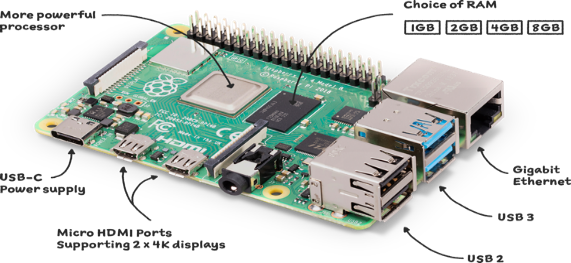 More powerful
processor
Choice of RAM
1GB 2GB 4GB 8GB
HDMI
USB-C
Power supply
Micro HDMI Ports
Supporting 2 x 4K displays
Gigabit
Ethernet
USB 3
USB 2